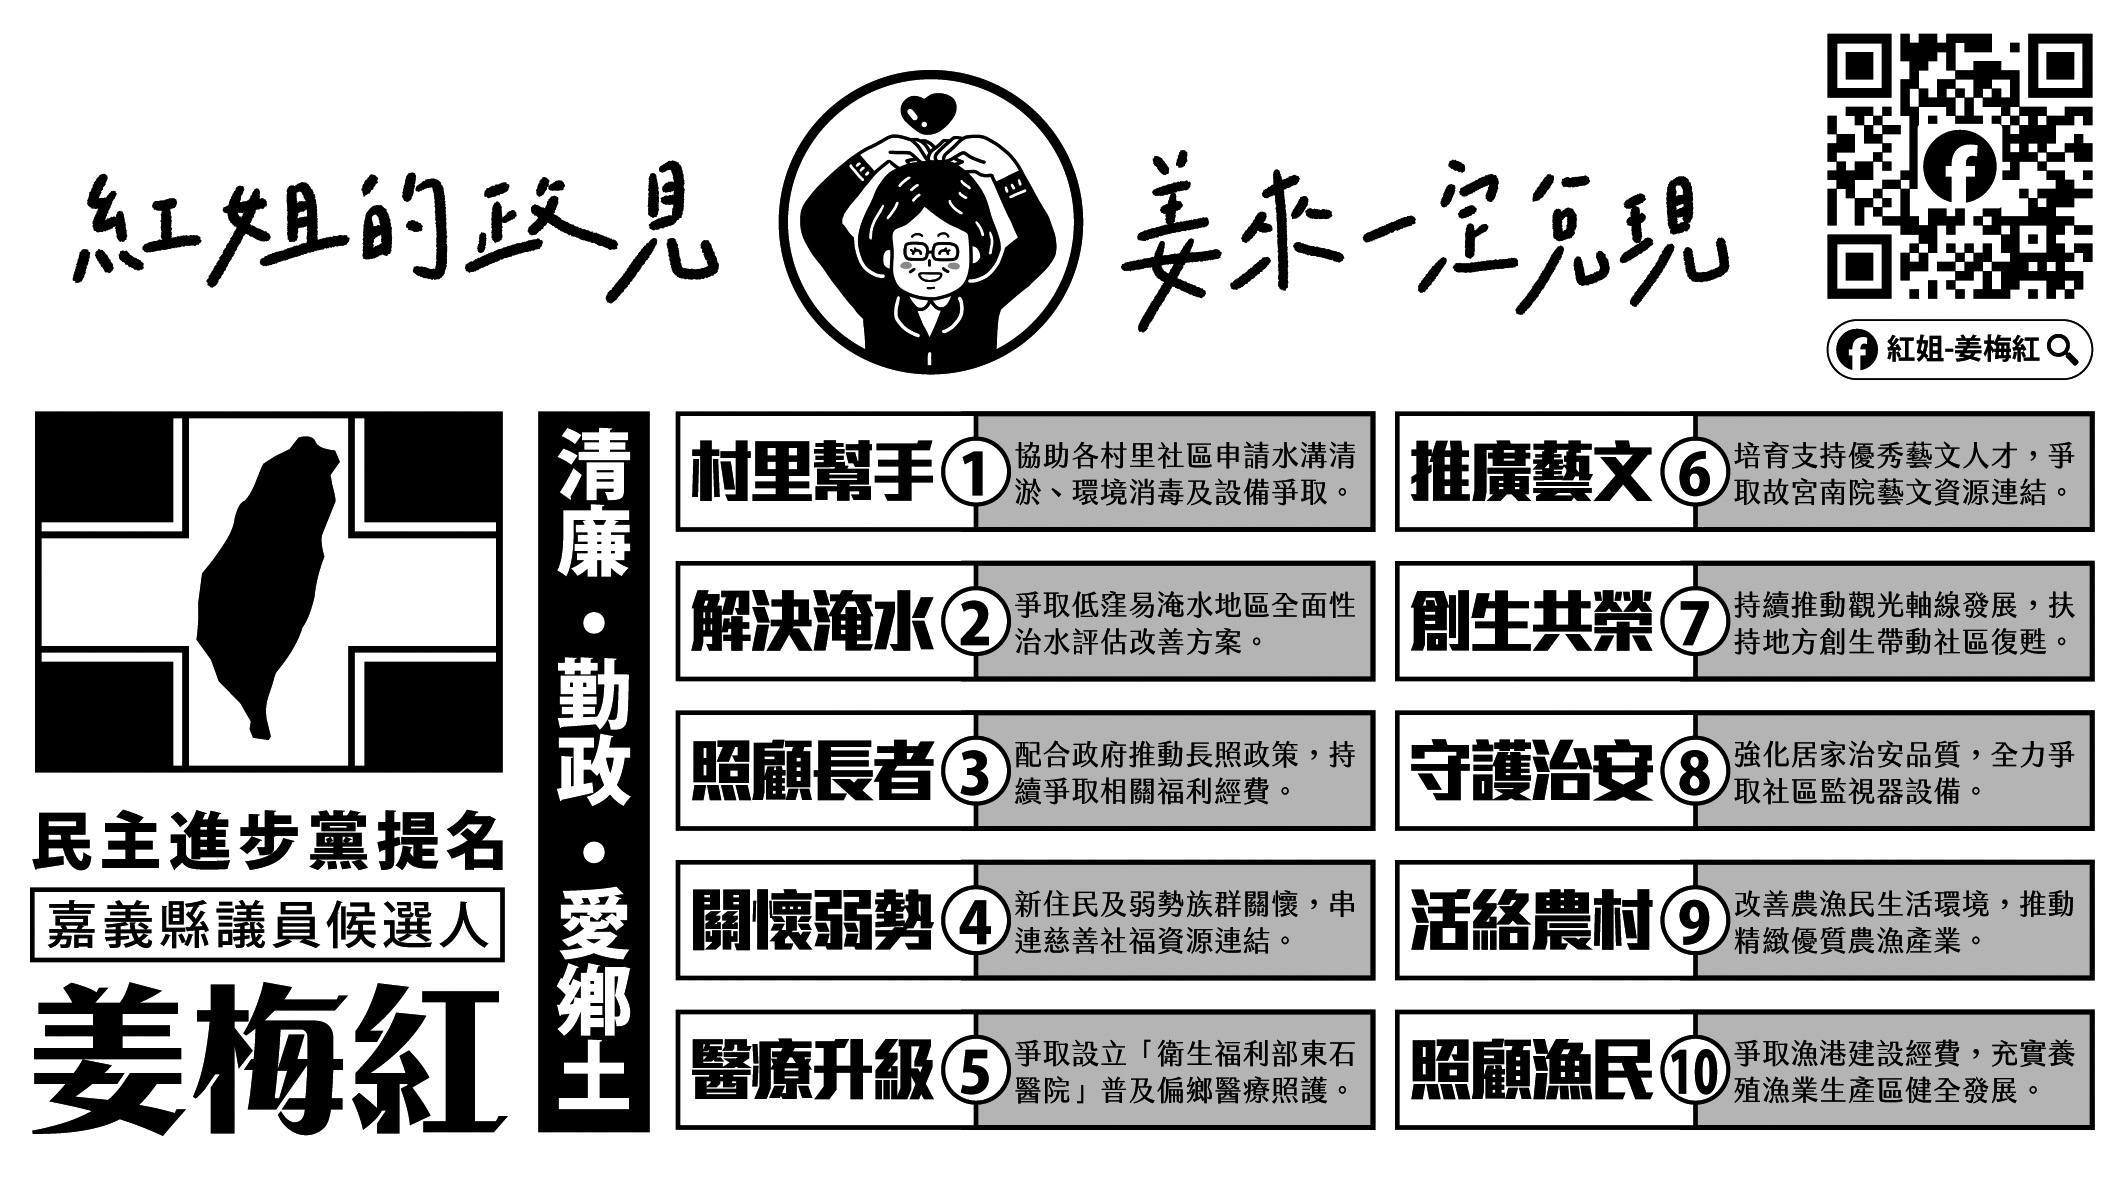 紅姐的政見
姜來一定兌現
紅姐-姜梅紅
民主進步黨提名
嘉義縣議員候選人
姜梅紅
清廉・勤政・愛鄉土
村里幫手
1
協助各村里社區申請水溝清
淤、環境消毒及設備爭取。
解決淹水
2
爭取低窪易淹水地區全面性
治水評估改善方案。
照顧長者
3
配合政府推動長照政策，持
續爭取相關福利經費。
關懷弱勢
4
新住民及弱勢族群關懷，串
連慈善社福資源連結。
醫療升級
5
爭取設立「衛生福利部東石
醫院」普及偏鄉醫療照護。
推廣藝文
6
培育支持優秀藝文人才，爭
取故宮南院藝文資源連結。
創生共榮
7
持續推動觀光軸線發展，扶
持地方創生帶動社區復甦。
守護治安
8
強化居家治安品質，全力爭
取社區監視器設備。
活絡農村
9
改善農漁民生活環境，推動
精緻優質農漁產業。
照顧漁民
10
爭取漁港建設經費，充實養
殖漁業生產區健全發展。